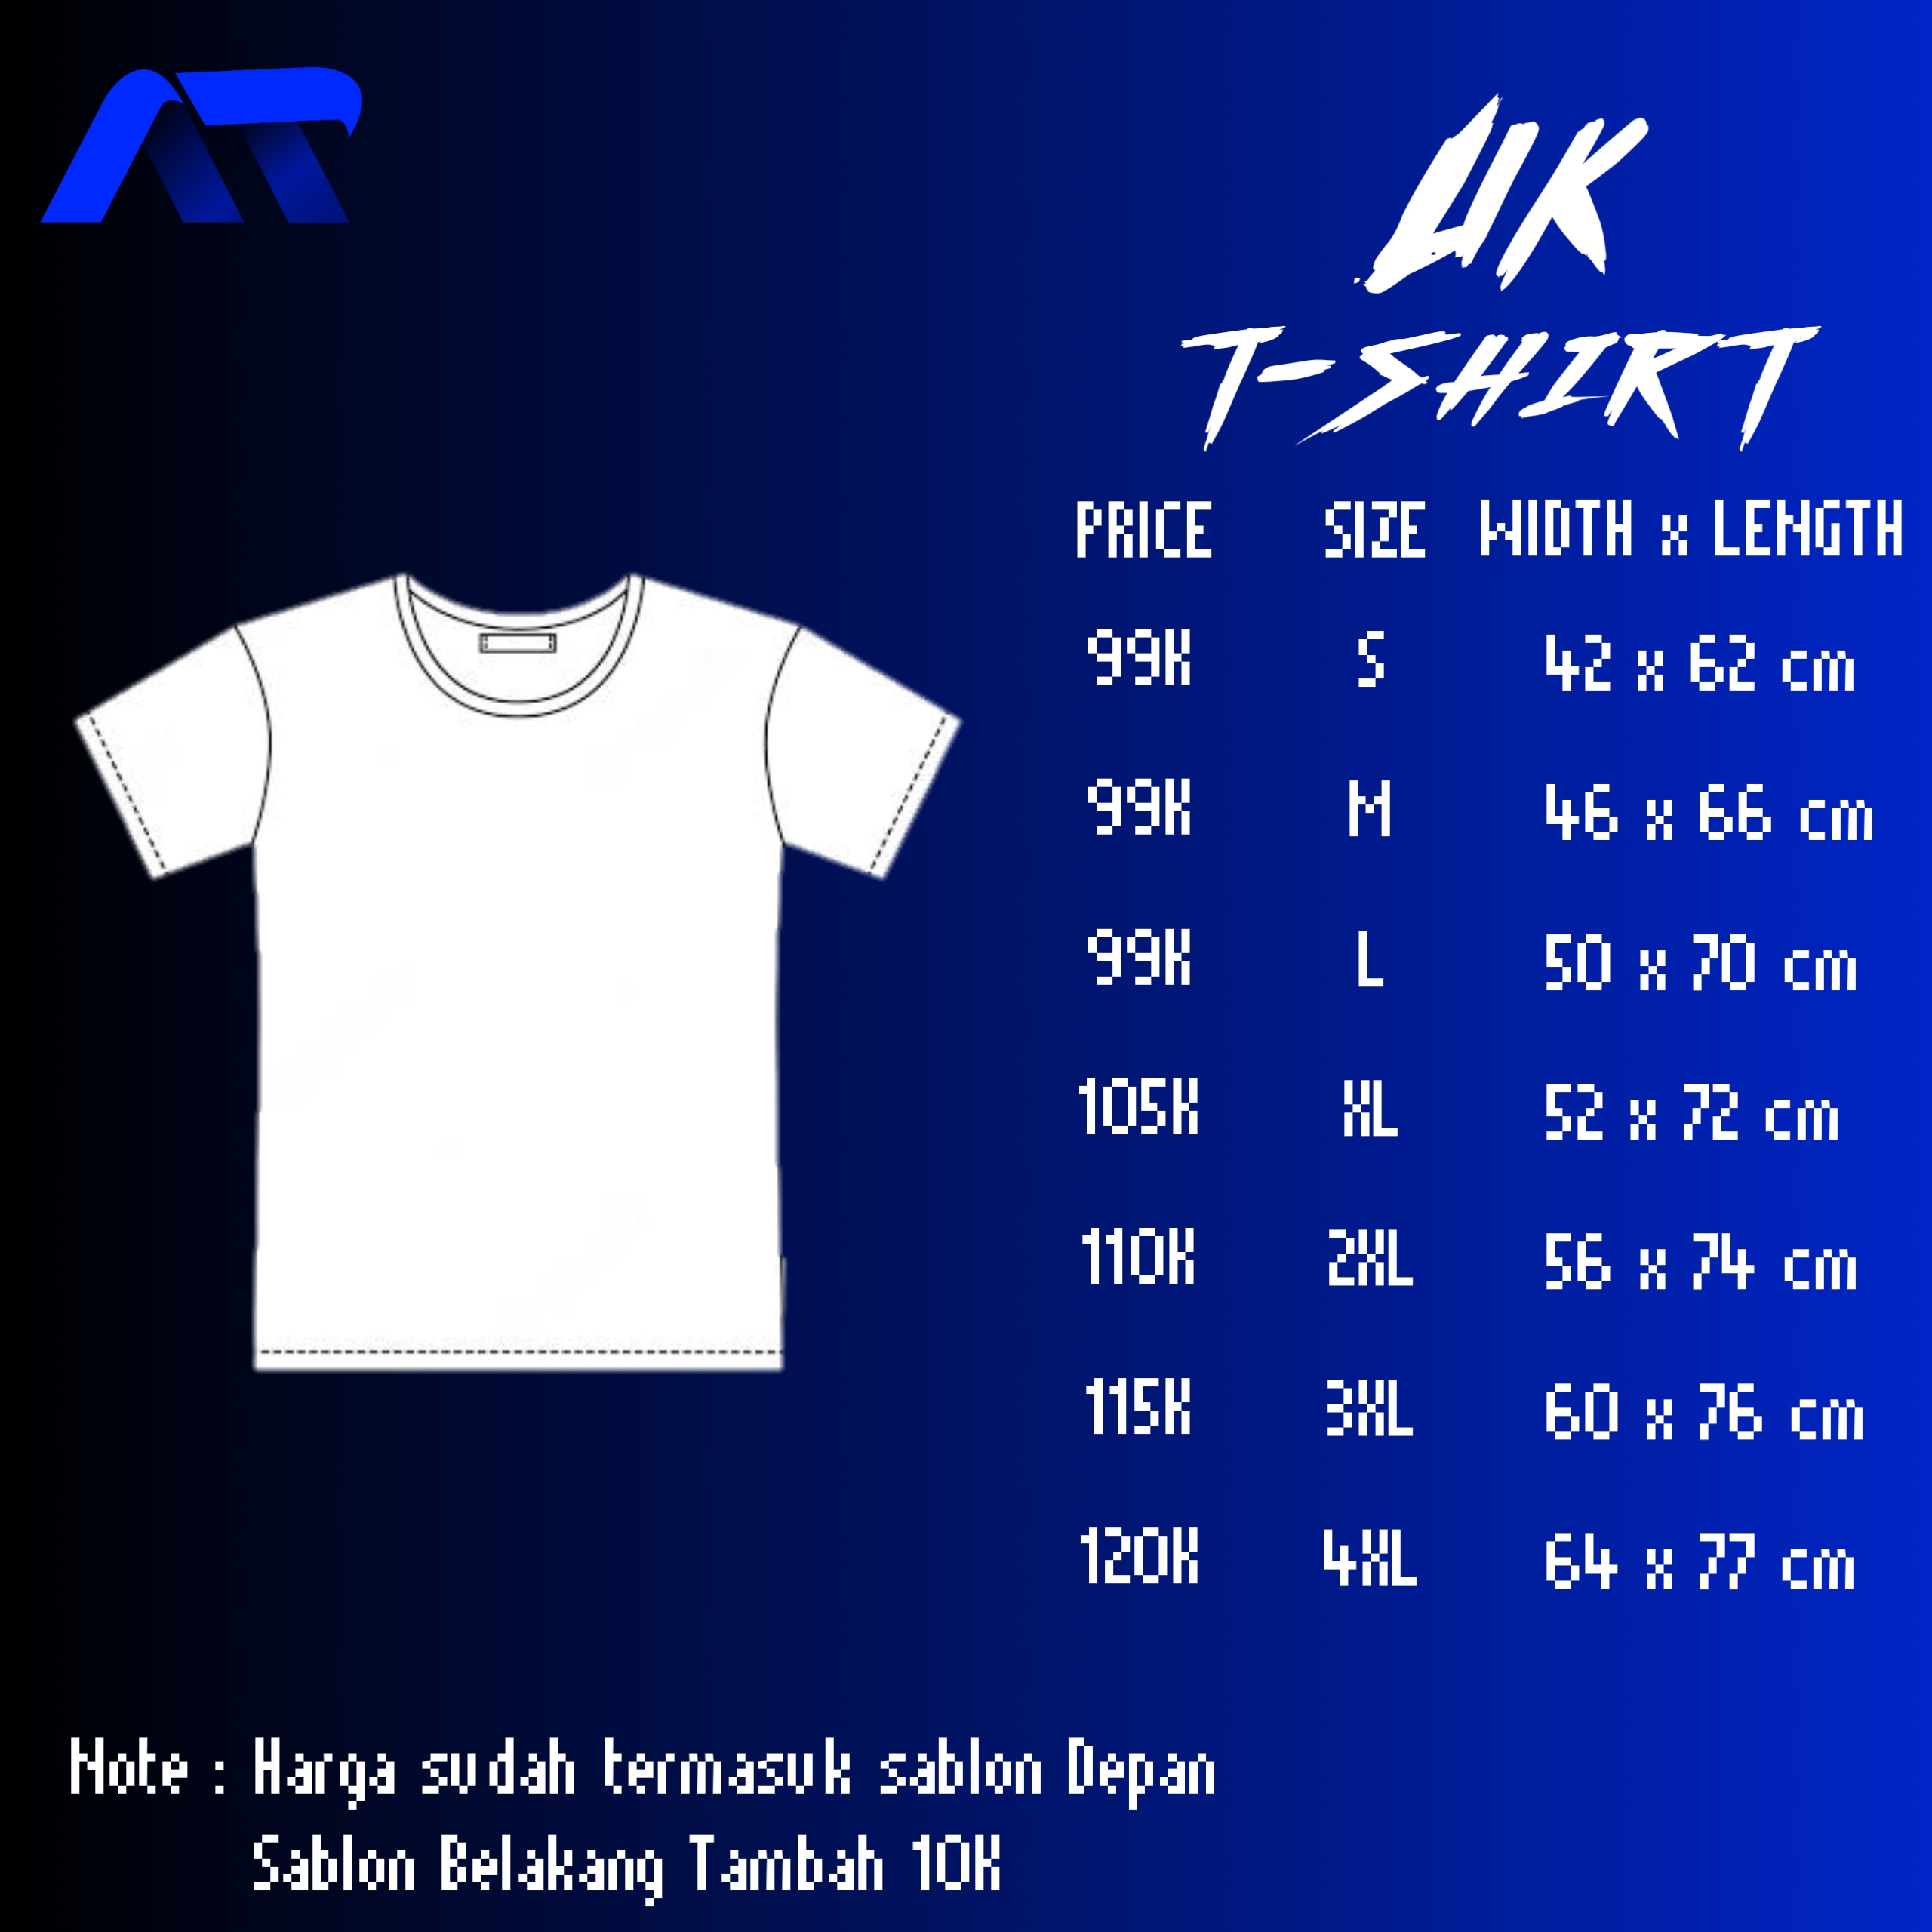 AT
UK
T-SHIRT
PRICE SIZE WIDTH x LENGTH
99K S 42 x 62 cm
99K M 46 x 66 cm
99K L 50 x 70 cm
105K XL 52 x 72 cm
110K 2XL 56 x 74 cm
115K 3XL 60 x 76 cm
120K 4XL 64 x 77 cm
Note : Harga sudah termasuk sablon Depan
Sablon Belakang Tambah 10K